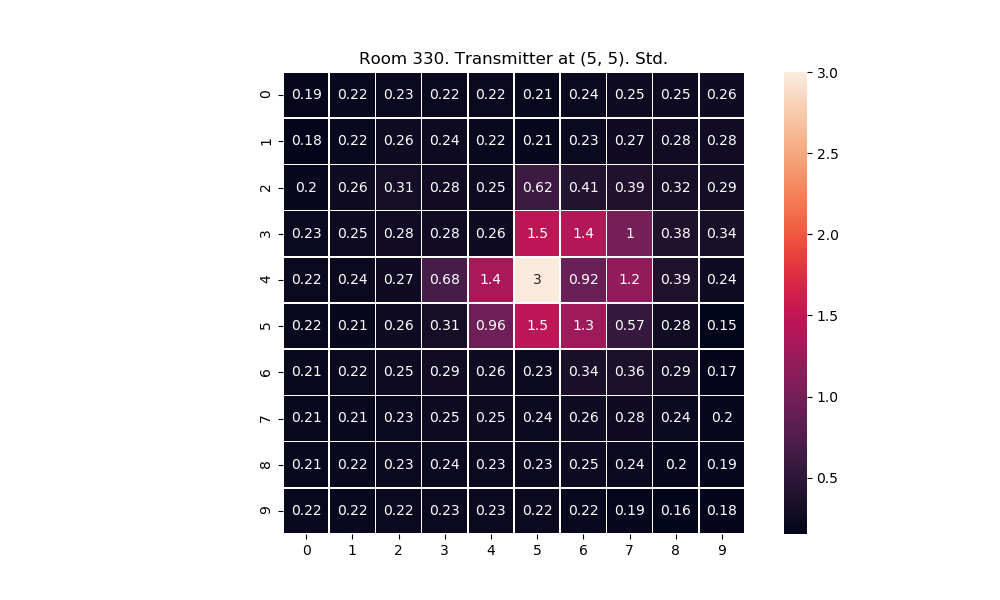 Room 330. Transmitter at (5, 5). Std.
0 0.19 0.22 0.23 0.22 0.22 0.21 0.24 0.25 0.25 0.26
1 0.18 0.22 0.26 0.24 0.22 0.21 0.23 0.27 0.28 0.28
2 0.2 0.26 0.31 0.28 0.25 0.62 0.41 0.39 0.32 0.29
3 0.23 0.25 0.28 0.28 0.26 1.5 1.4 1 0.38 0.34
4 0.22 0.24 0.27 0.68 1.4 3 0.92 1.2 0.39 0.24
5 0.22 0.21 0.26 0.31 0.96 1.5 1.3 0.57 0.28 0.15
6 0.21 0.22 0.25 0.29 0.26 0.23 0.34 0.36 0.29 0.17
7 0.21 0.21 0.23 0.25 0.25 0.24 0.26 0.28 0.24 0.2
8 0.21 0.22 0.23 0.24 0.23 0.23 0.25 0.24 0.2 0.19
9 0.22 0.22 0.22 0.23 0.23 0.22 0.22 0.19 0.16 0.18
0 1 2 3 4 5 6 7 8 9
3.0
2.5
2.0
1.5
1.0
0.5